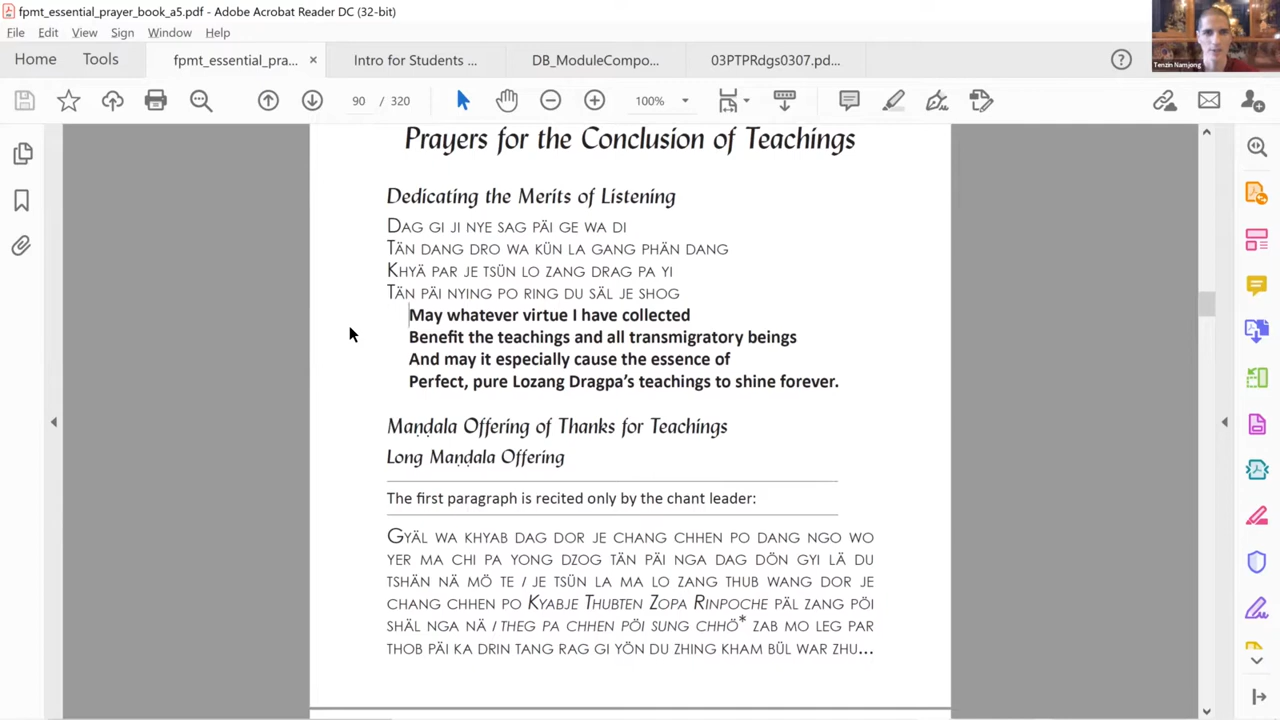 fpmt_essential_prayer_book_a5.pdf - Adobe Acrobat Reader DC (32-bit)
File Edit View Sign Window Help
Home Tools fpmt_essential_pra... × Intro for Students ... DB_ModuleCompo... 03PTPRdgs0307.pd...
90 / 320 100%
Tenzin Namjong
Prayers for the Conclusion of Teachings
Dedicating the Merits of Listening
DAG GI JI NYE SAG PÄI GE WA DI
TÄN DANG DRO WA KÜN LA GANG PHÄN DANG
KHYÄ PAR JE TSÜN LO ZANG DRAG PA YI
TÄN PÄI NYING PO RING DU SÄL JE SHOG
May whatever virtue I have collected
Benefit the teachings and all transmigratory beings
And may it especially cause the essence of
Perfect, pure Lozang Dragpa's teachings to shine forever.
Maṇḍala Offering of Thanks for Teachings
Long Maṇḍala Offering
The first paragraph is recited only by the chant leader:
GYÄL WA KHYAB DAG DOR JE CHANG CHHEN PO DANG NGO WO
YER MA CHI PA YONG DZOG TÄN PÄI NGA DAG DÖN GYI LÄ DU
TSHÄN NÄ MÖ TE / JE TSÜN LA MA LO ZANG THUB WANG DOR JE
CHANG CHHEN PO KYABJE THUBTEN ZOPA RINPOCHE PÄL ZANG PÖI
SHÄL NGA NÄ / THEG PA CHHEN PÖI SUNG CHHÖ* ZAB MO LEG PAR
THOB PÄI KA DRIN TANG RAG GI YÖN DU ZHING KHAM BÜL WAR ZHU...